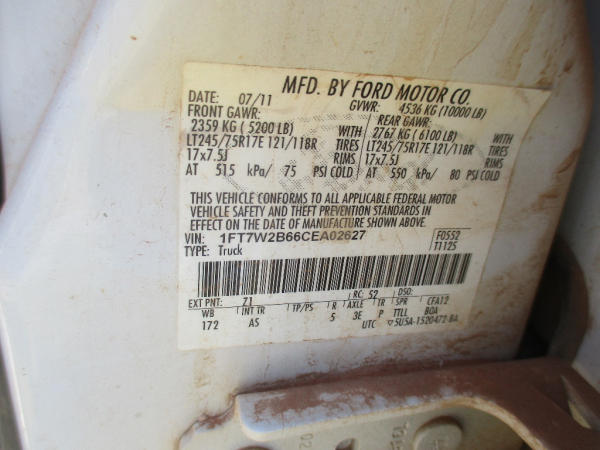 MFD. BY FORD MOTOR CO.
DATE: 07/11 GVWR: 4536 KG (10000 LB)
FRONT GAWR: REAR GAWR:
2359 KG ( 5200 LB) WITH 2767 KG ( 6100 LB) WITH
LT245/75R17E 121/118R TIRES LT245/75R17E 121/118R TIRES
17x7.5J RIMS 17x7.5J RIMS
AT 515 kPa/ 75 PSI COLD AT 550 kPa/ 80 PSI COLD
THIS VEHICLE CONFORMS TO ALL APPLICABLE FEDERAL MOTOR
VEHICLE SAFETY AND THEFT PREVENTION STANDARDS IN
EFFECT ON THE DATE OF MANUFACTURE SHOWN ABOVE.
VIN: 1FT7W2B66CEA02627 F0552
TYPE: Truck T1125
EXT PNT: Z1 RC: 52 DSO:
WB INT TR TP/PS R AXLE TR SPR CFA12
172 AS 5 3E P TTLL BOA
UTC 5U5A-1520472-BA